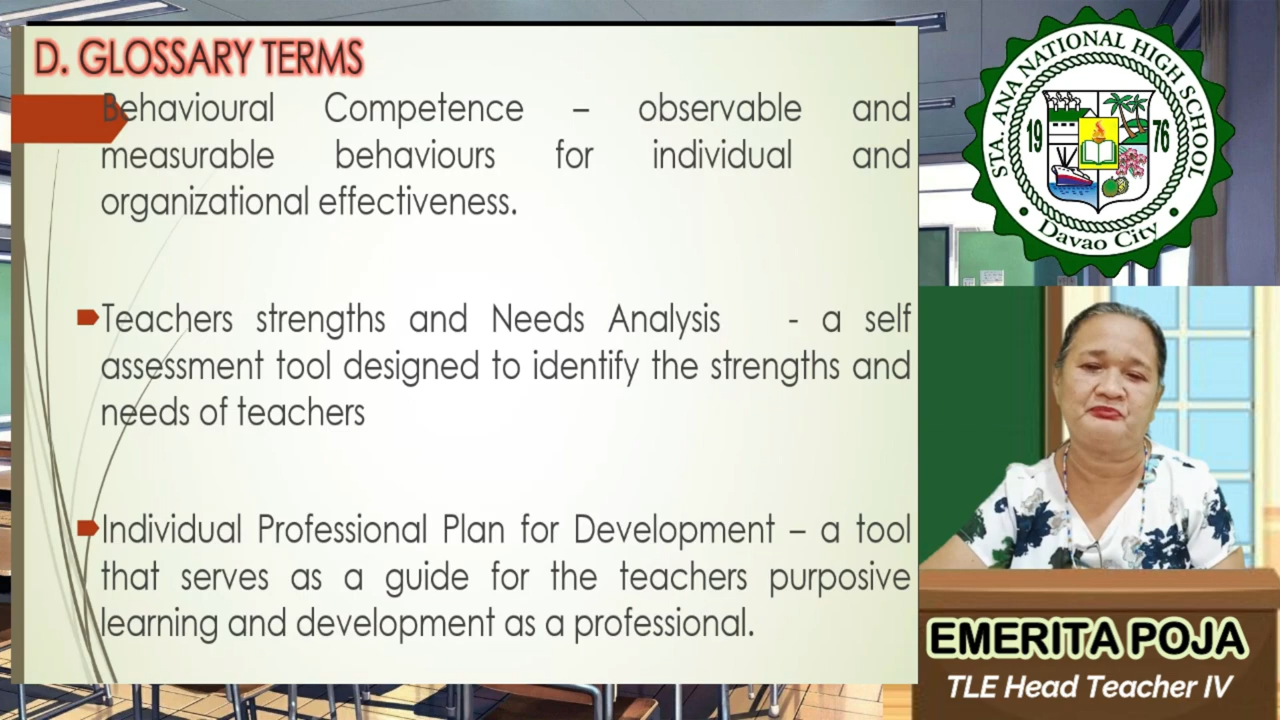 D. GLOSSARY TERMS
Behavioural Competence – observable and
measurable behaviours for individual and
organizational effectiveness.
Teachers strengths and Needs Analysis - a self
assessment tool designed to identify the strengths and
needs of teachers
Individual Professional Plan for Development – a tool
that serves as a guide for the teachers purposive
learning and development as a professional.
STA. ANA NATIONAL HIGH SCHOOL
19 76
Davao City
EMERITA POJA
TLE Head Teacher IV